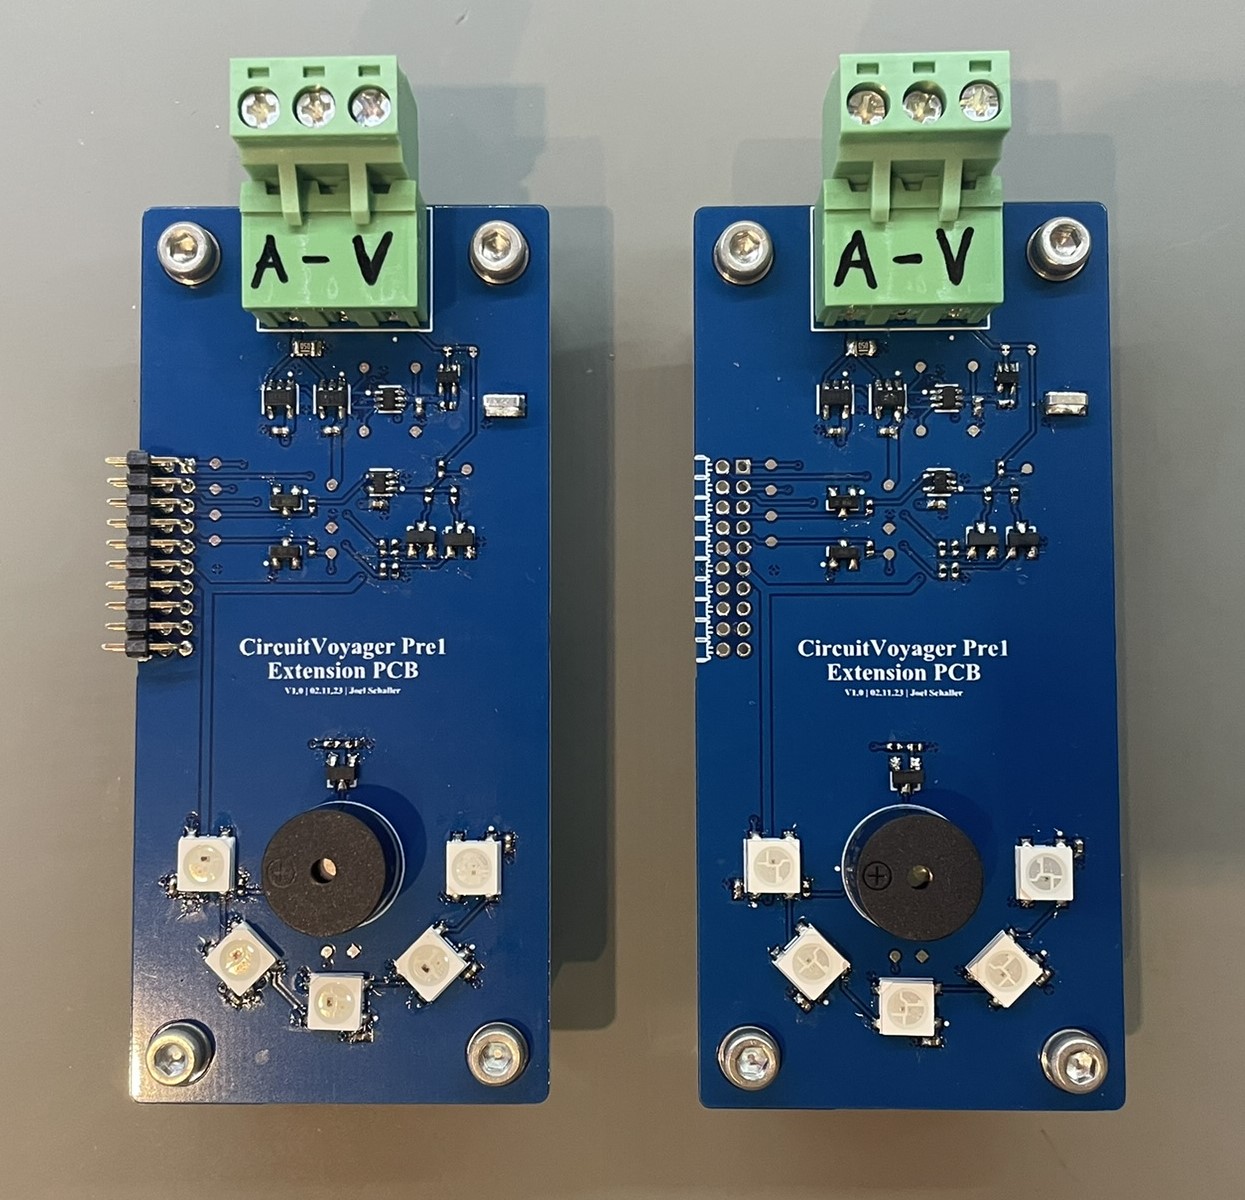 A - V
A - V
CircuitVoyager Pre1
Extension PCB
V1.0 | 02.11.23 | Joel Schaller
CircuitVoyager Pre1
Extension PCB
V1.0 | 02.11.23 | Joel Schaller